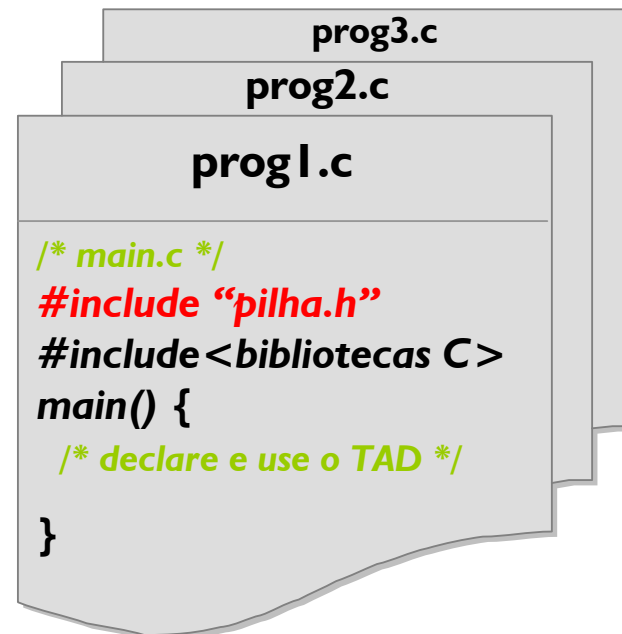 prog3.c
prog2.c
prog1.c
/* main.c */
#include “pilha.h”
#include<bibliotecas C>
main() {
/* declare e use o TAD */
}